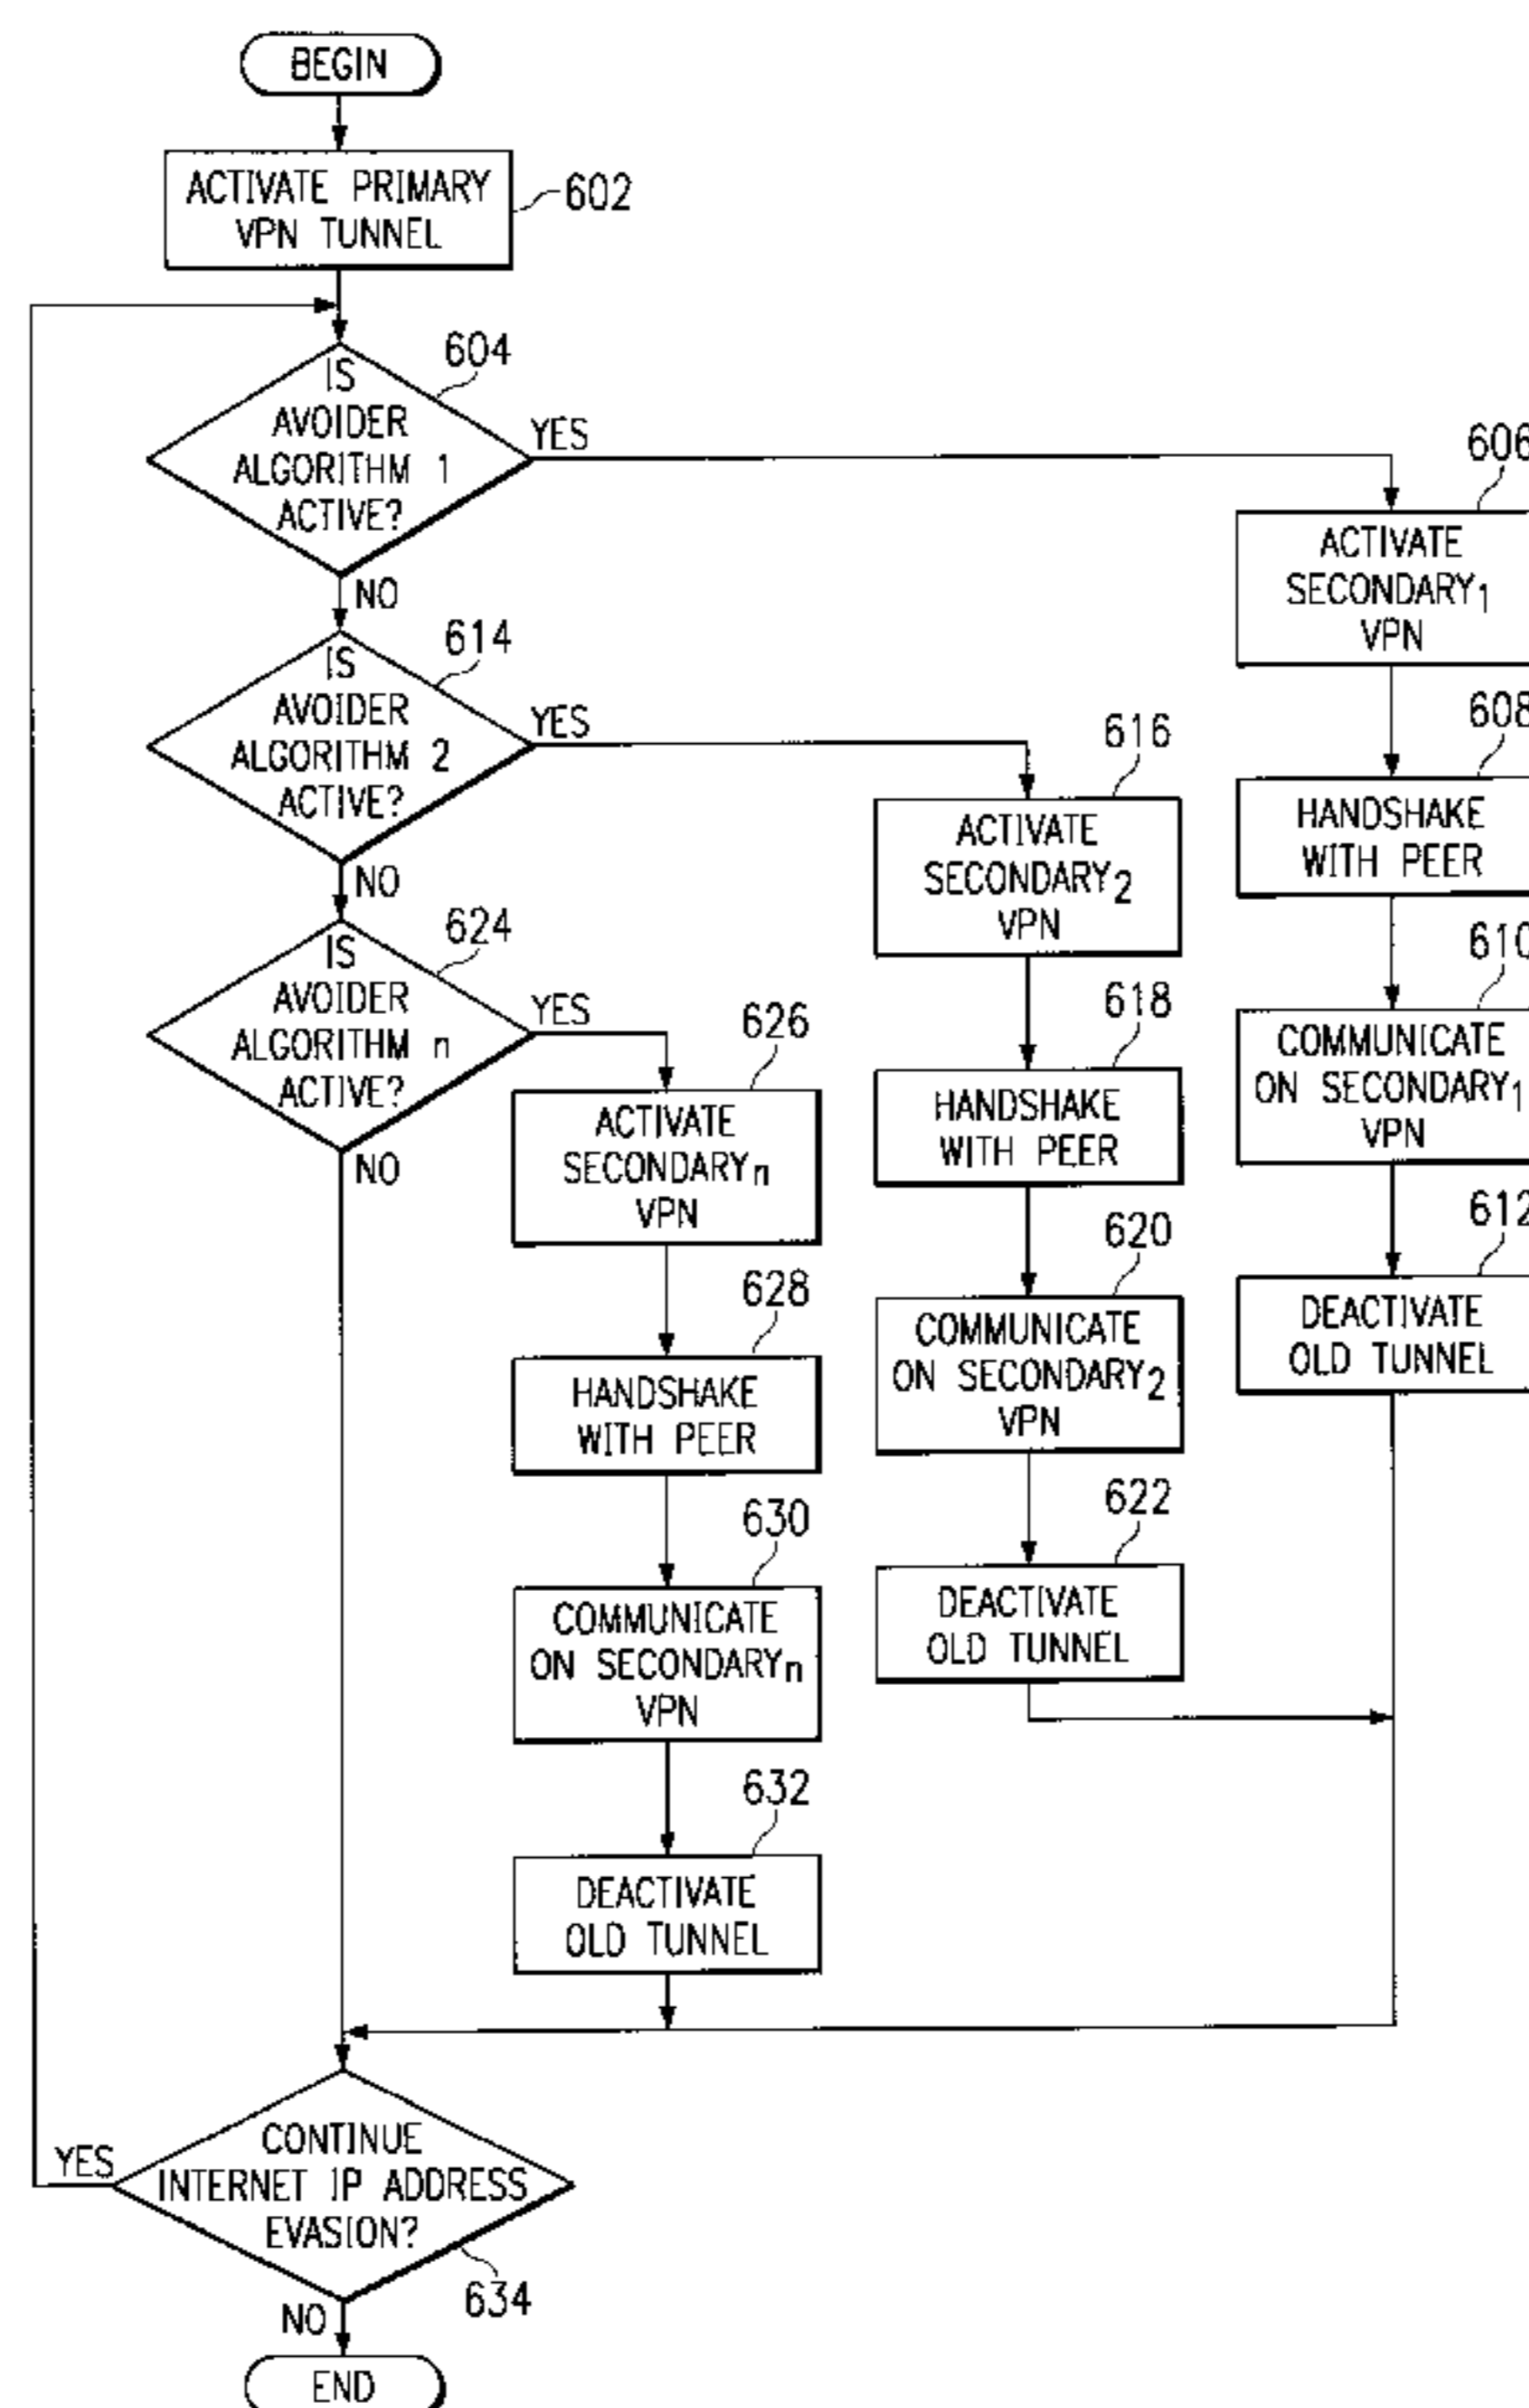 BEGIN
ACTIVATE PRIMARY
VPN TUNNEL
602
604
IS
AVOIDER
ALGORITHM 1
ACTIVE?
YES
NO
606
ACTIVATE
SECONDARY1
VPN
608
HANDSHAKE
WITH PEER
610
COMMUNICATE
ON SECONDARY1
VPN
612
DEACTIVATE
OLD TUNNEL
614
IS
AVOIDER
ALGORITHM 2
ACTIVE?
YES
NO
616
ACTIVATE
SECONDARY2
VPN
618
HANDSHAKE
WITH PEER
620
COMMUNICATE
ON SECONDARY2
VPN
622
DEACTIVATE
OLD TUNNEL
624
IS
AVOIDER
ALGORITHM n
ACTIVE?
YES
NO
626
ACTIVATE
SECONDARYn
VPN
628
HANDSHAKE
WITH PEER
630
COMMUNICATE
ON SECONDARYn
VPN
632
DEACTIVATE
OLD TUNNEL
YES
CONTINUE
INTERNET IP ADDRESS
EVASION?
634
NO
END